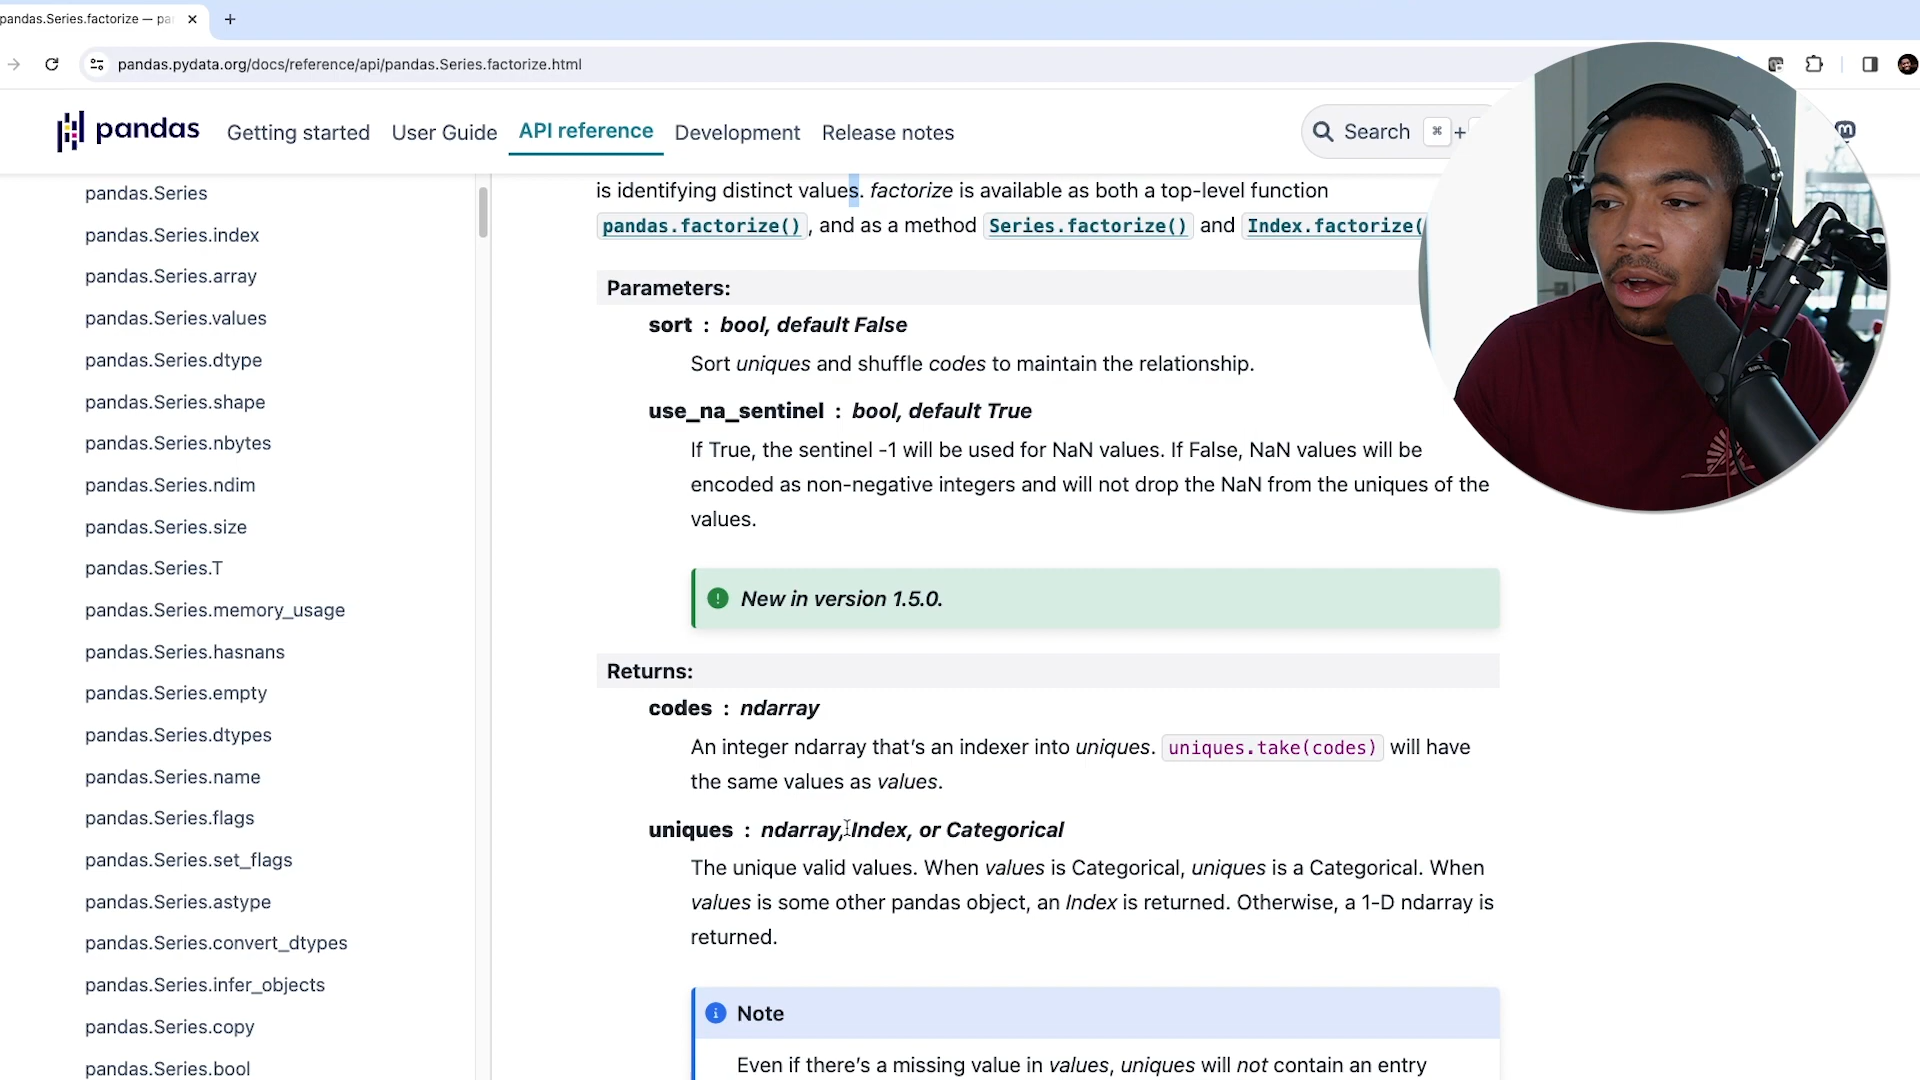 pandas.Series.factorize — pa
pandas.pydata.org/docs/reference/api/pandas.Series.factorize.html
pandas
Getting started
User Guide
API reference
Development
Release notes
Search ⌘ +
pandas.Series
pandas.Series.index
pandas.Series.array
pandas.Series.values
pandas.Series.dtype
pandas.Series.shape
pandas.Series.nbytes
pandas.Series.ndim
pandas.Series.size
pandas.Series.T
pandas.Series.memory_usage
pandas.Series.hasnans
pandas.Series.empty
pandas.Series.dtypes
pandas.Series.name
pandas.Series.flags
pandas.Series.set_flags
pandas.Series.astype
pandas.Series.convert_dtypes
pandas.Series.infer_objects
pandas.Series.copy
pandas.Series.bool
is identifying distinct values. factorize is available as both a top-level function
pandas.factorize(), and as a method Series.factorize() and Index.factorize(
Parameters:
sort : bool, default False
Sort uniques and shuffle codes to maintain the relationship.
use_na_sentinel : bool, default True
If True, the sentinel -1 will be used for NaN values. If False, NaN values will be
encoded as non-negative integers and will not drop the NaN from the uniques of the
values.
New in version 1.5.0.
Returns:
codes : ndarray
An integer ndarray that’s an indexer into uniques. uniques.take(codes) will have
the same values as values.
uniques : ndarray, Index, or Categorical
The unique valid values. When values is Categorical, uniques is a Categorical. When
values is some other pandas object, an Index is returned. Otherwise, a 1-D ndarray is
returned.
Note
Even if there’s a missing value in values, uniques will not contain an entry